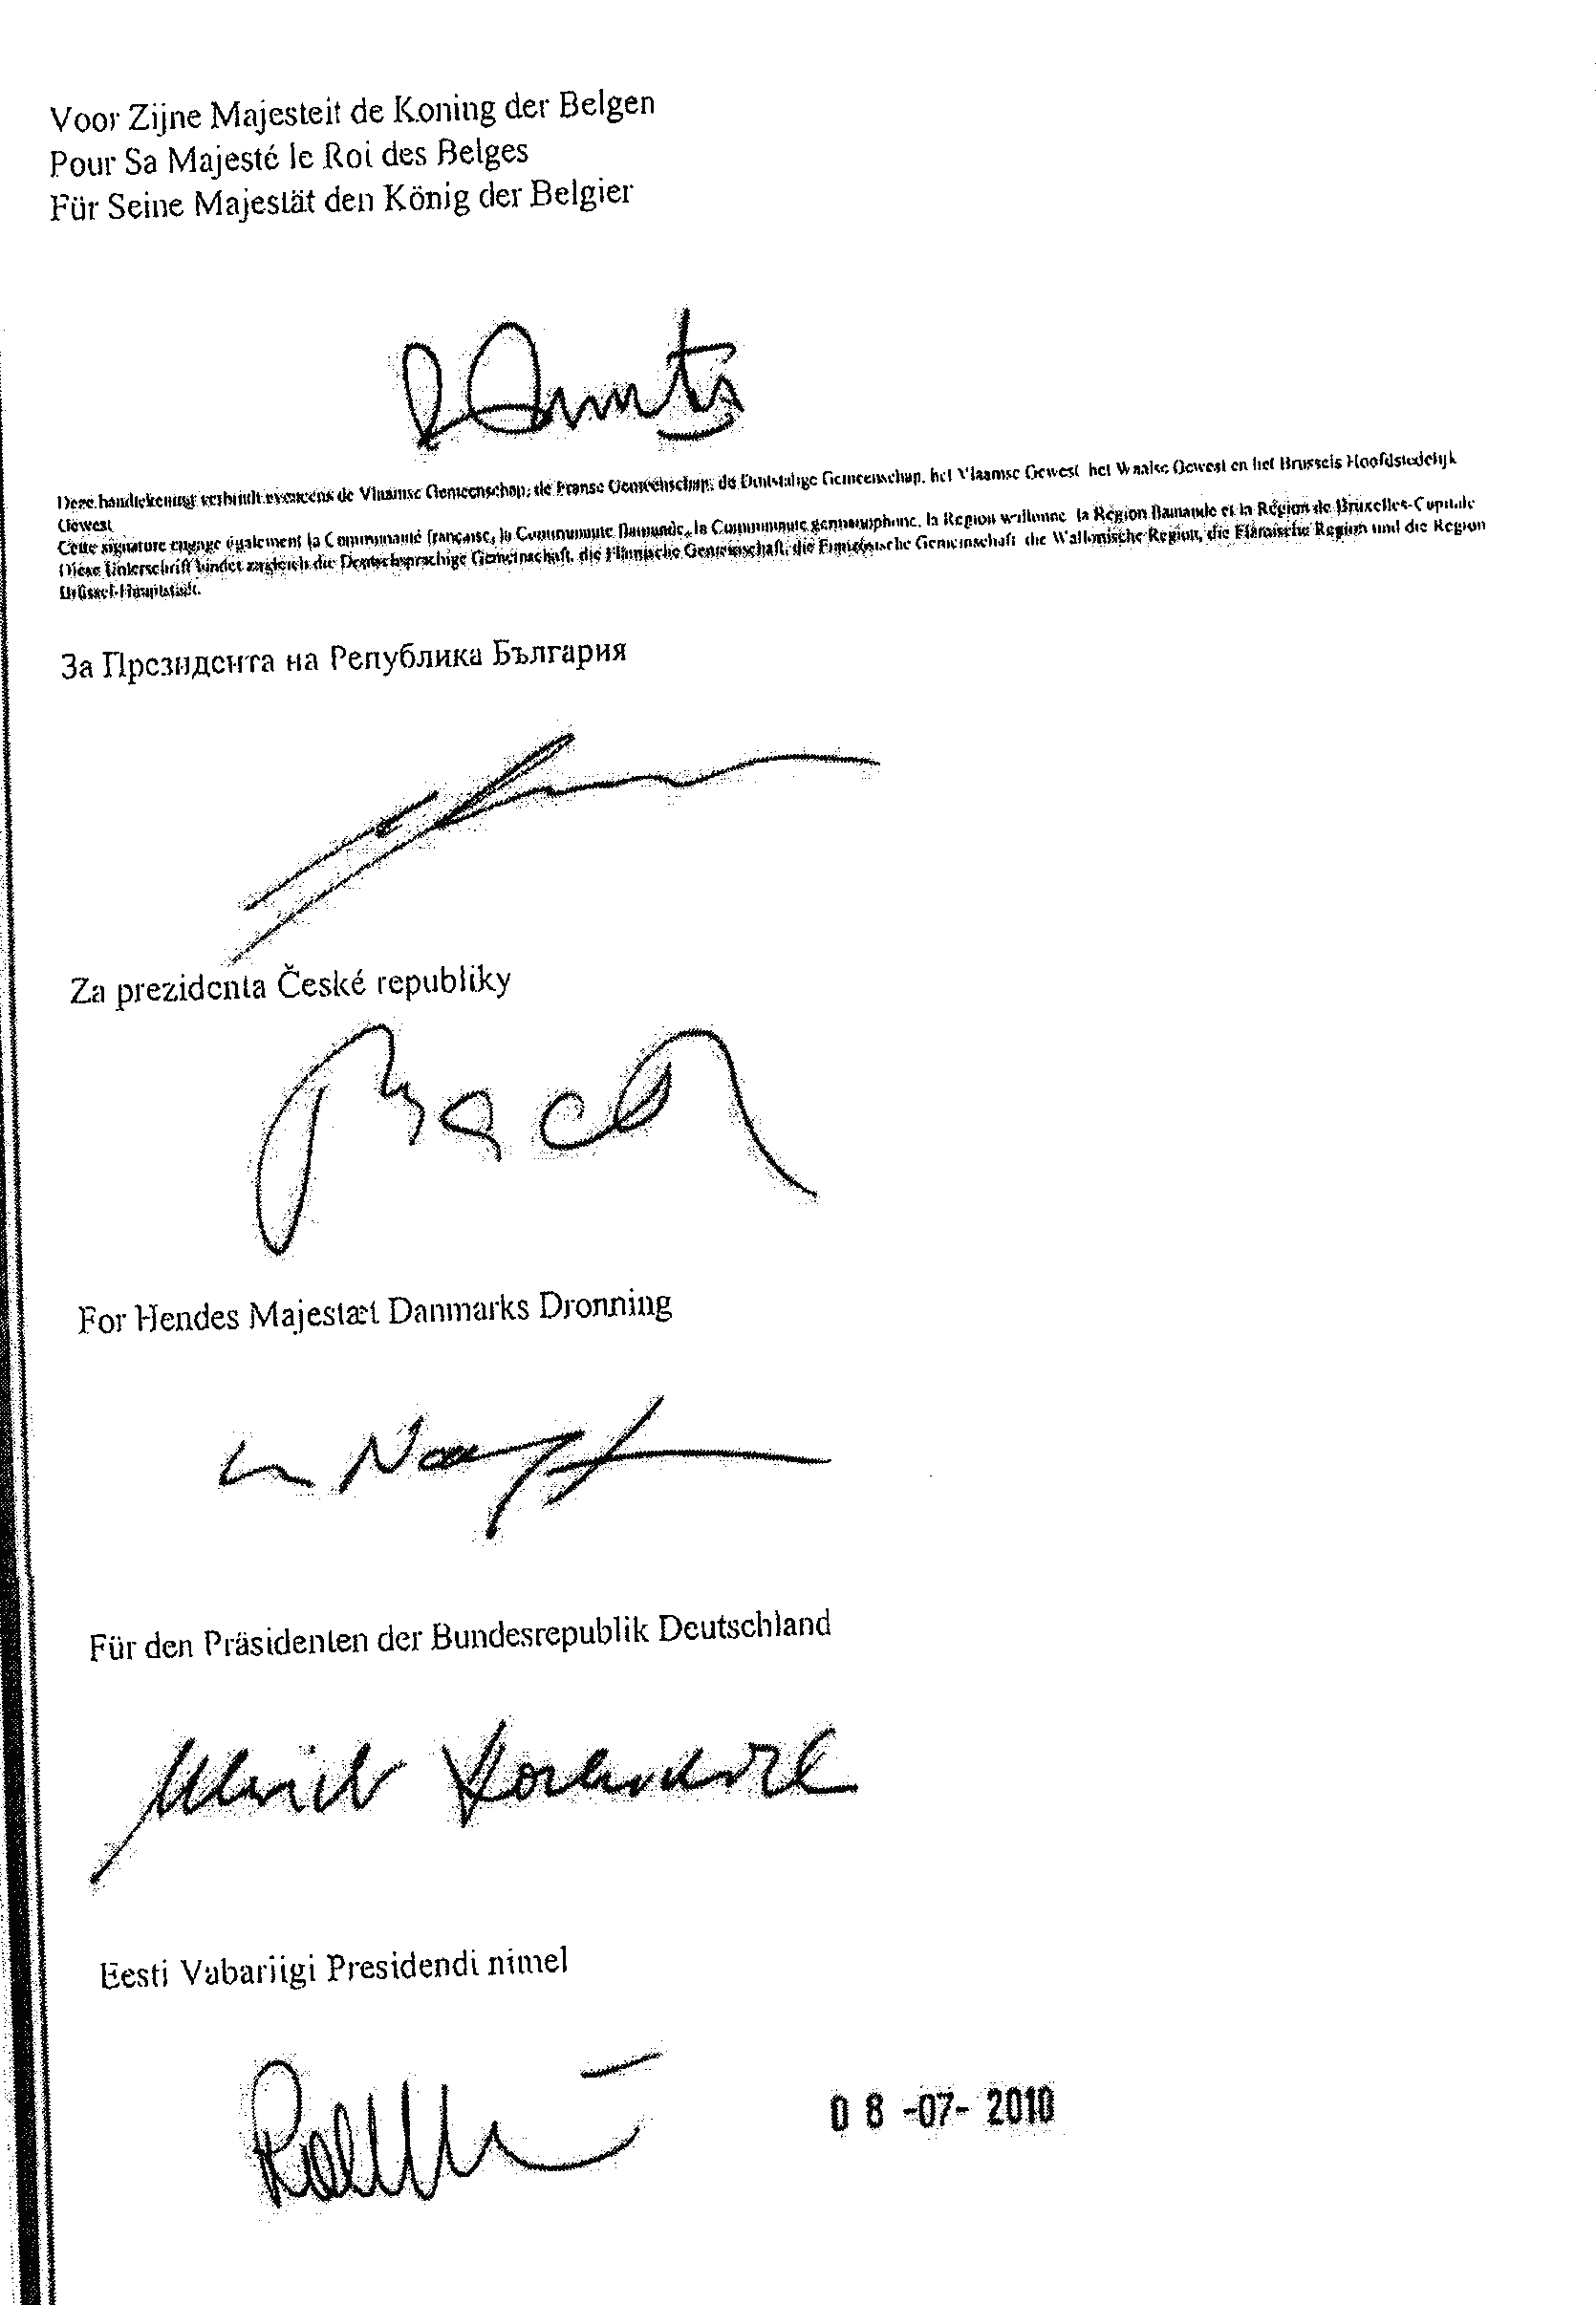 Voor Zijne Majesteit de Koning der Belgen
Pour Sa Majesté le Roi des Belges
Für Seine Majestät den König der Belgier
Deze handtekening verbindt eveneens de Vlaamse Gemeenschap, de Franse Gemeenschap, de Duitstalige Gemeenschap, het Vlaamse Gewest, het Waalse Gewest en het Brussels Hoofdstedelijk
Gewest
Cette signature engage également la Communauté française, la Communauté flamande, la Communauté germanophone, la Région wallonne, la Région flamande et la Région de Bruxelles-Capitale
Diese Unterschrift bindet zugleich die Deutschsprachige Gemeinschaft, die Flämische Gemeinschaft, die Französische Gemeinschaft, die Wallonische Region, die Flämische Region und die Region
Brüssel-Hauptstadt.
За Президента на Република България
Za prezidenta České republiky
For Hendes Majestæt Danmarks Dronning
Für den Präsidenten der Bundesrepublik Deutschland
Eesti Vabariigi Presidendi nimel
08 -07- 2010